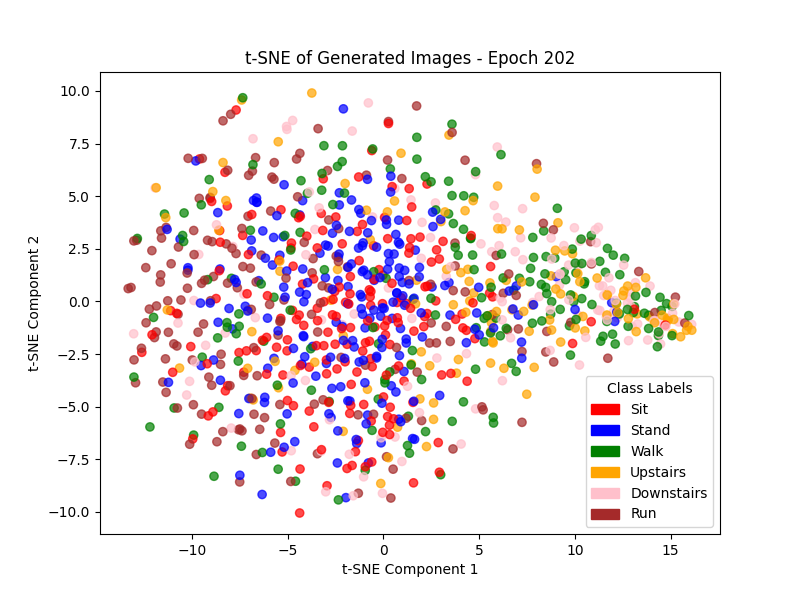 t-SNE of Generated Images - Epoch 202
t-SNE Component 2
10.0
7.5
5.0
2.5
0.0
−2.5
−5.0
−7.5
−10.0
Class Labels
Sit
Stand
Walk
Upstairs
Downstairs
Run
−10
−5
0
5
10
15
t-SNE Component 1